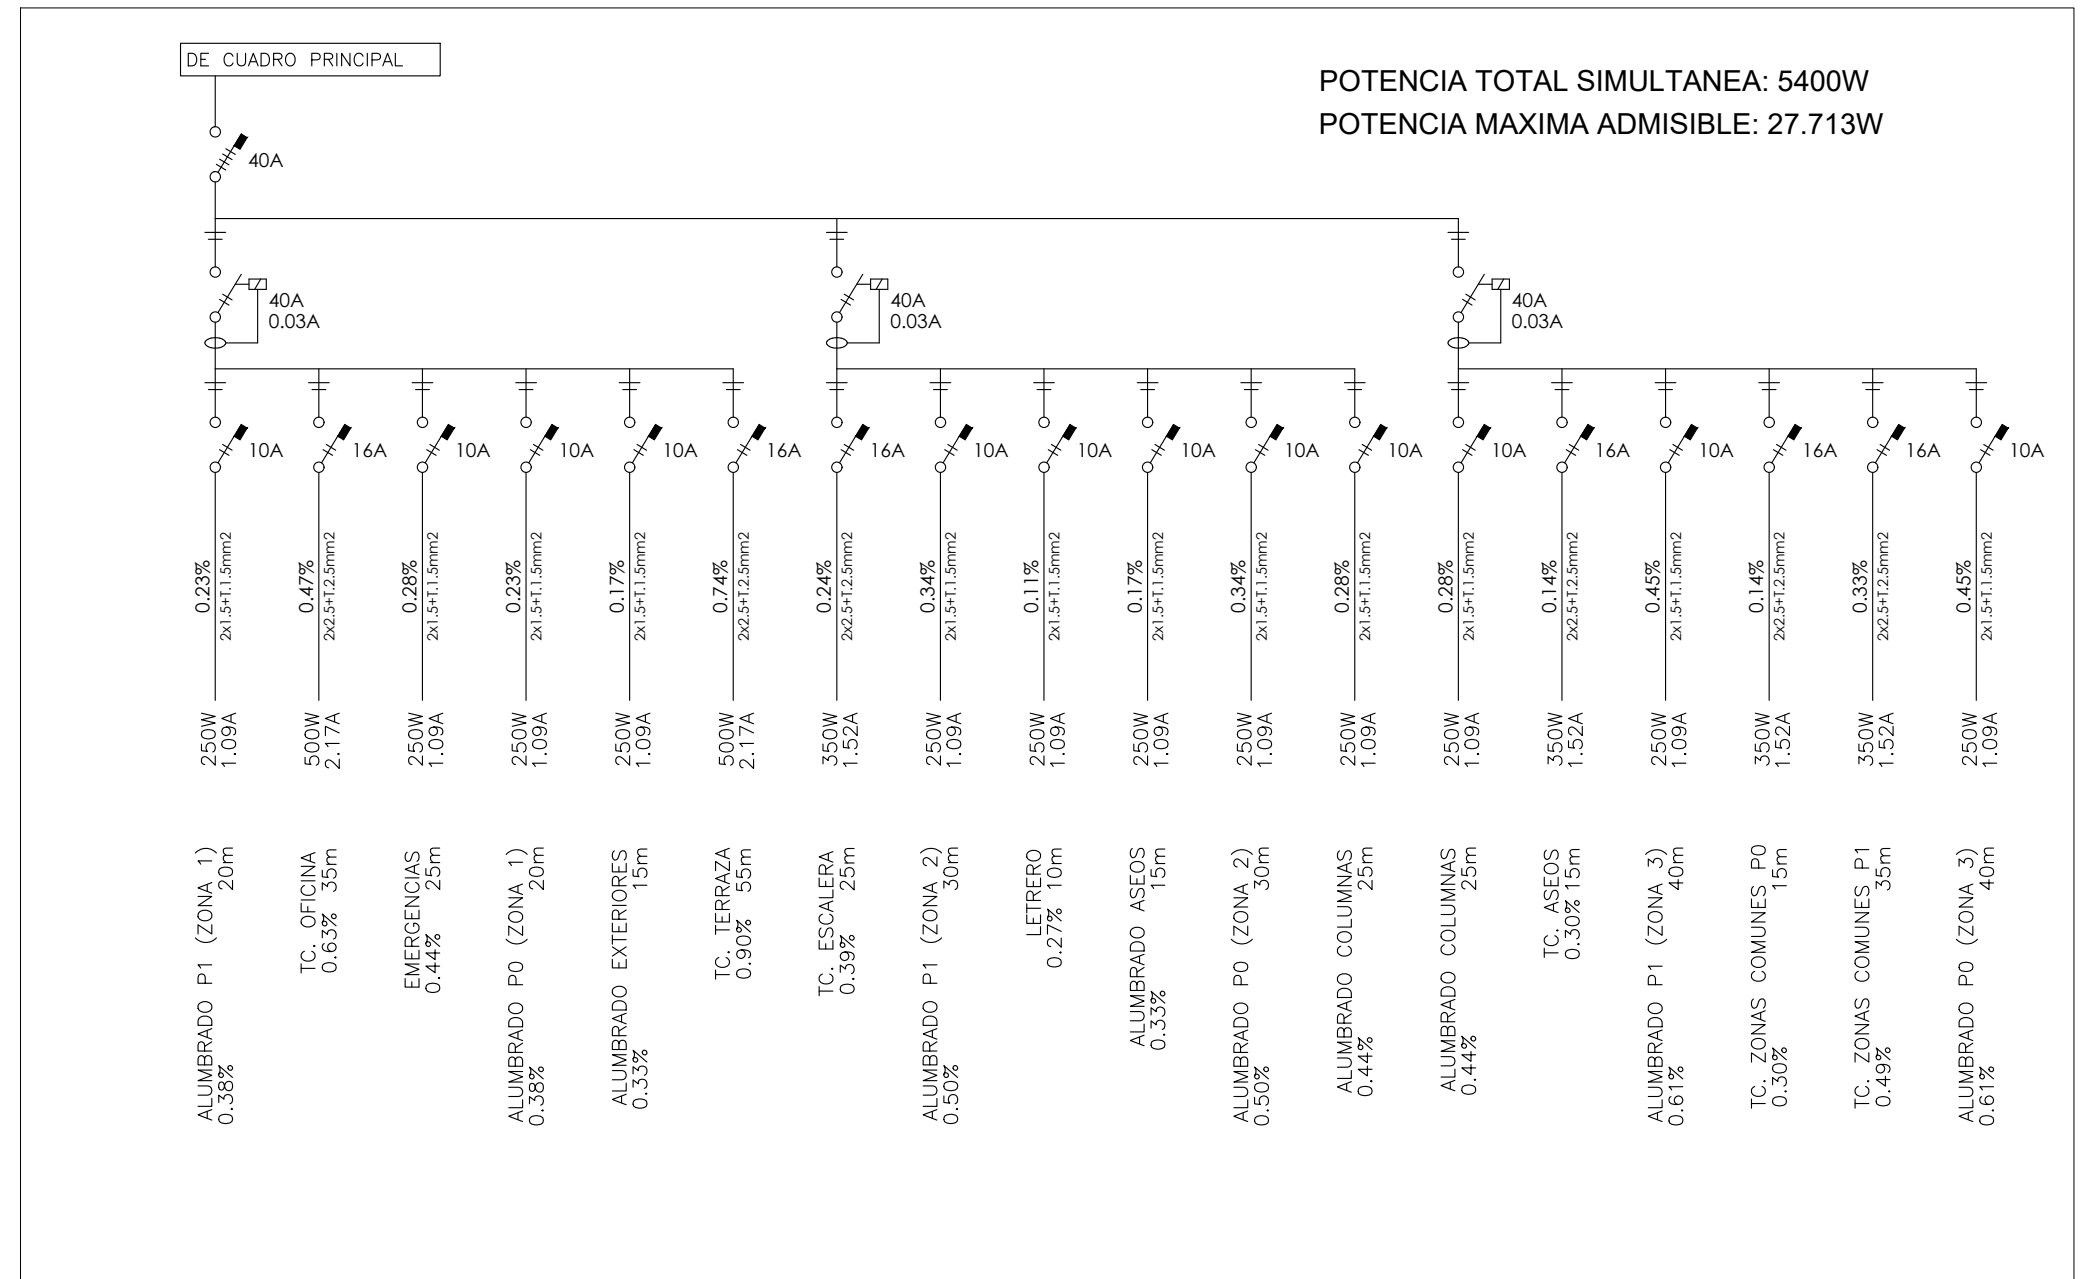 DE CUADRO PRINCIPAL
POTENCIA TOTAL SIMULTANEA: 5400W
POTENCIA MAXIMA ADMISIBLE: 27.713W
40A
40A
0.03A
40A
0.03A
40A
0.03A
10A
16A
10A
10A
10A
16A
16A
10A
10A
10A
10A
10A
10A
16A
10A
16A
16A
10A
0.23%
2x1.5+T.1.5mm2
0.47%
2x2.5+T.2.5mm2
0.28%
2x1.5+T.1.5mm2
0.23%
2x1.5+T.1.5mm2
0.17%
2x1.5+T.1.5mm2
0.74%
2x2.5+T.2.5mm2
0.24%
2x2.5+T.2.5mm2
0.34%
2x1.5+T.1.5mm2
0.11%
2x1.5+T.1.5mm2
0.17%
2x1.5+T.1.5mm2
0.34%
2x1.5+T.1.5mm2
0.28%
2x1.5+T.1.5mm2
0.28%
2x1.5+T.1.5mm2
0.14%
2x2.5+T.2.5mm2
0.45%
2x1.5+T.1.5mm2
0.14%
2x2.5+T.2.5mm2
0.33%
2x2.5+T.2.5mm2
0.45%
2x1.5+T.1.5mm2
250W
1.09A
500W
2.17A
250W
1.09A
250W
1.09A
250W
1.09A
500W
2.17A
350W
1.52A
250W
1.09A
250W
1.09A
250W
1.09A
250W
1.09A
250W
1.09A
250W
1.09A
350W
1.52A
250W
1.09A
350W
1.52A
350W
1.52A
250W
1.09A
ALUMBRADO P1 (ZONA 1)
0.38% 20m
TC. OFICINA
0.63% 35m
EMERGENCIAS
0.44% 25m
ALUMBRADO P0 (ZONA 1)
0.38% 20m
ALUMBRADO EXTERIORES
0.33% 15m
TC. TERRAZA
0.90% 55m
TC. ESCALERA
0.39% 25m
ALUMBRADO P1 (ZONA 2)
0.50% 30m
LETRERO
0.27% 10m
ALUMBRADO ASEOS
0.33% 15m
ALUMBRADO P0 (ZONA 2)
0.50% 30m
ALUMBRADO COLUMNAS
0.44% 25m
ALUMBRADO COLUMNAS
0.44% 25m
TC. ASEOS
0.30% 15m
ALUMBRADO P1 (ZONA 3)
0.61% 40m
TC. ZONAS COMUNES P0
0.30% 15m
TC. ZONAS COMUNES P1
0.49% 35m
ALUMBRADO P0 (ZONA 3)
0.61% 40m